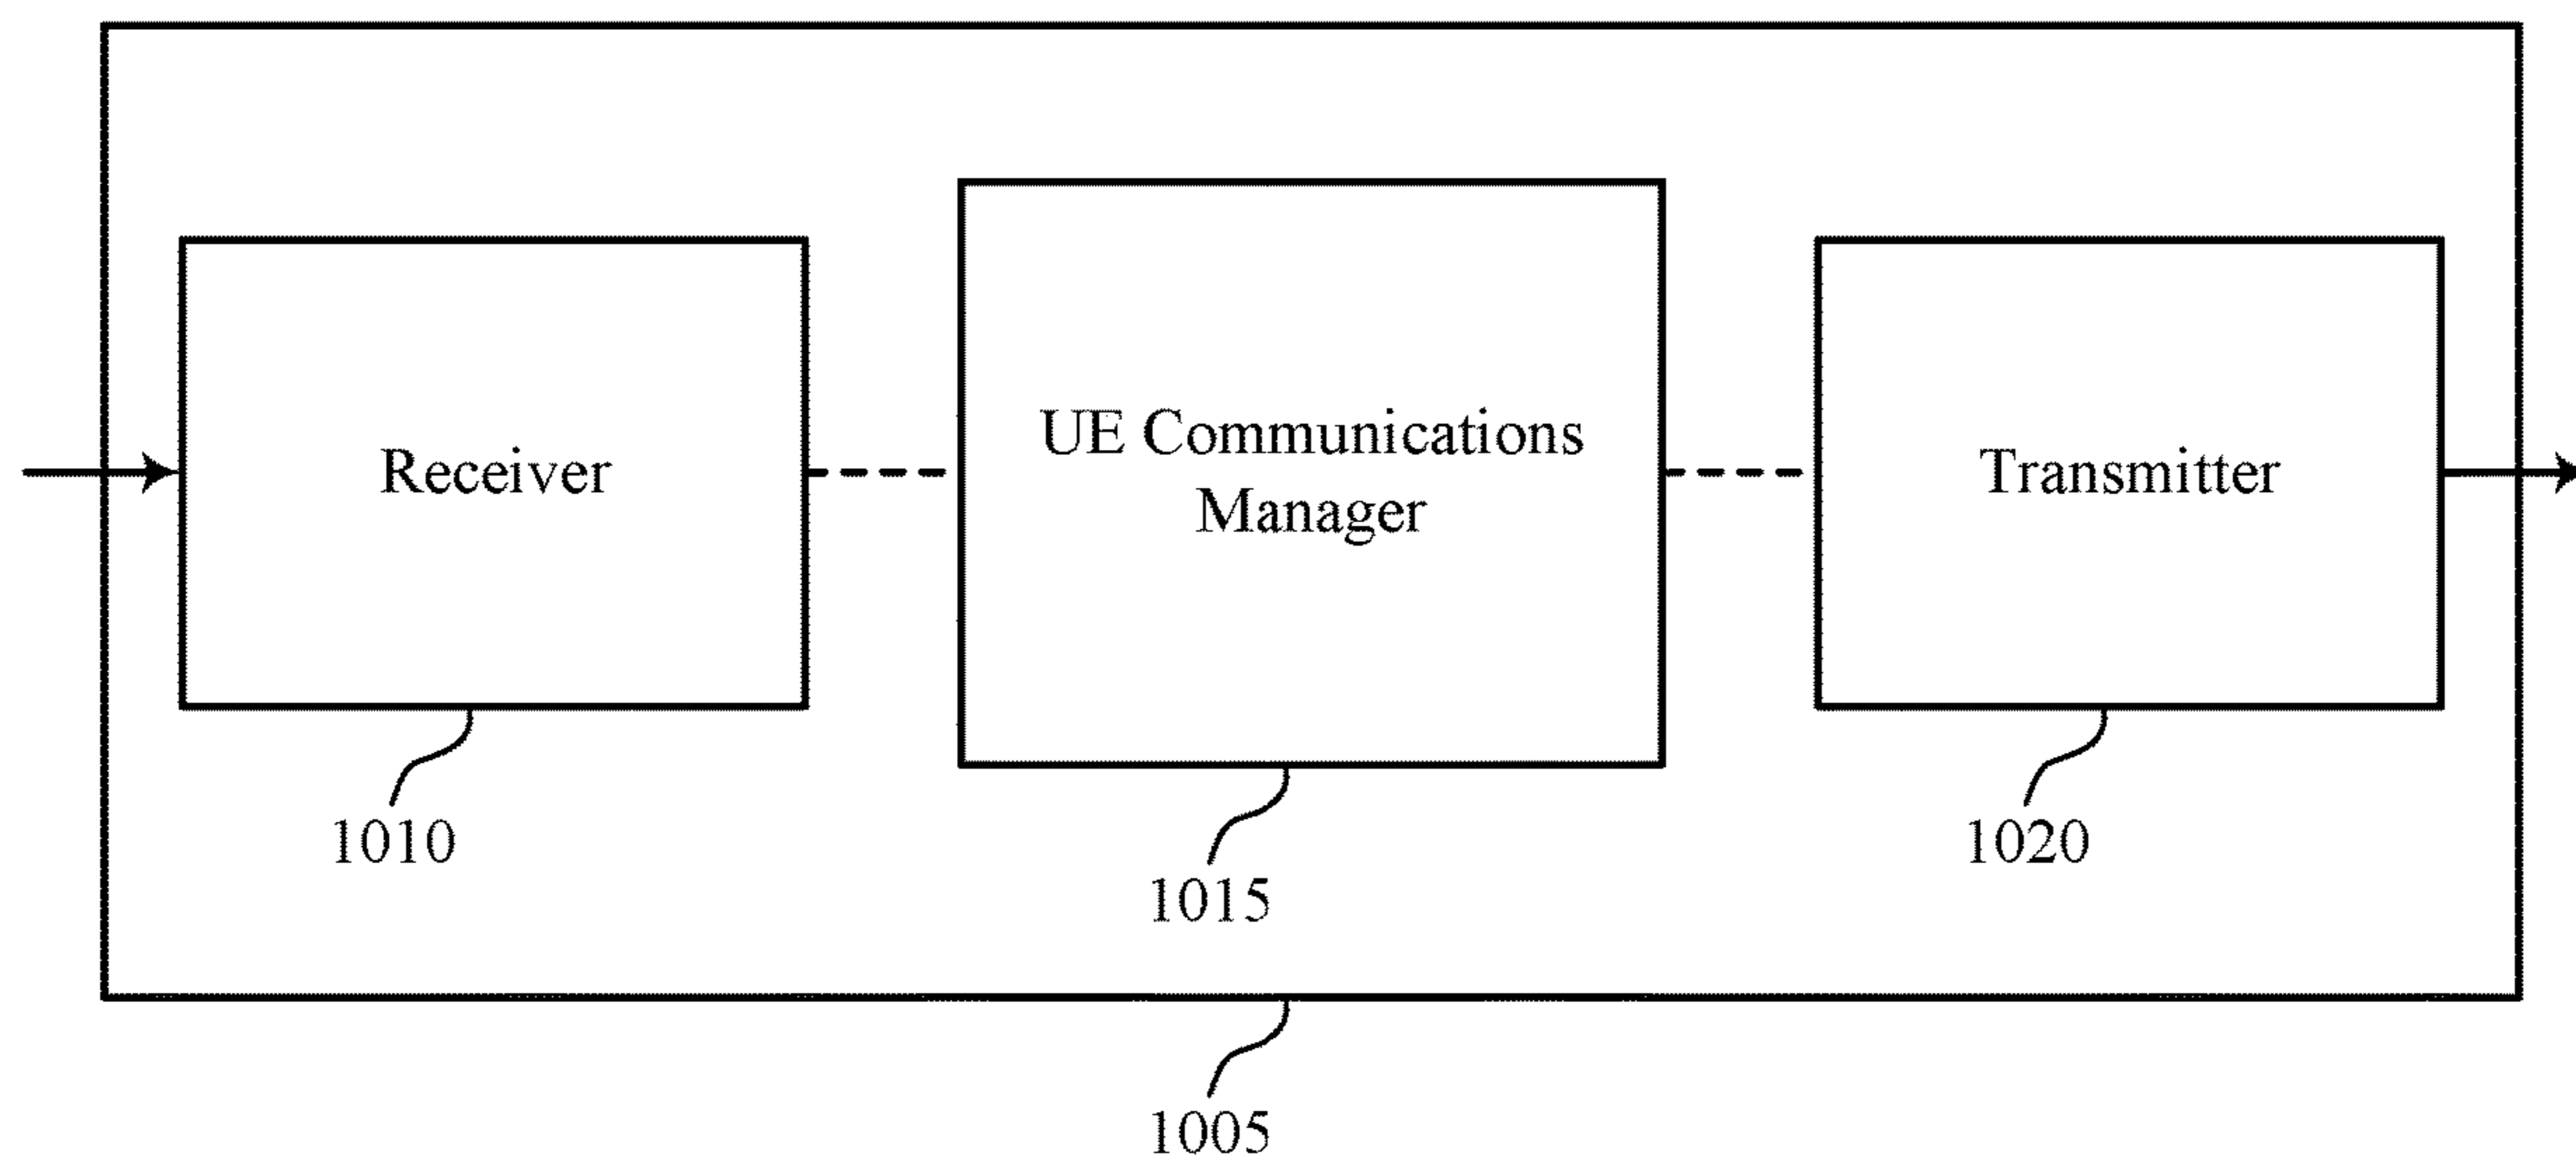 Receiver
UE Communications
Manager
Transmitter
1010
1015
1020
1005